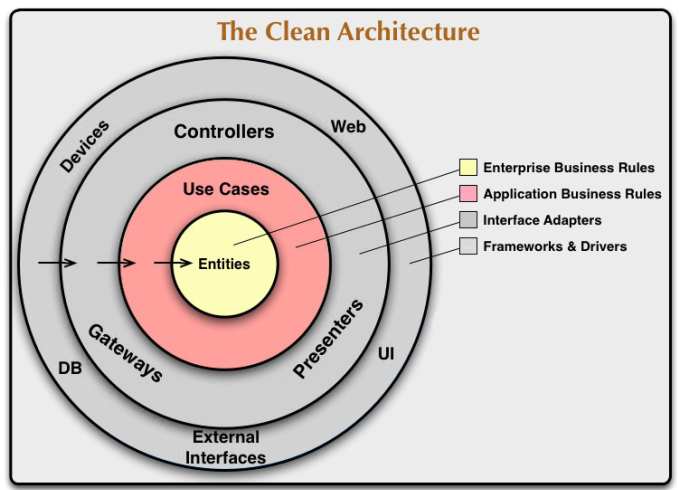 The Clean Architecture
Devices
Web
Controllers
Use Cases
Entities
Gateways
Presenters
DB
UI
External
Interfaces
Enterprise Business Rules
Application Business Rules
Interface Adapters
Frameworks & Drivers